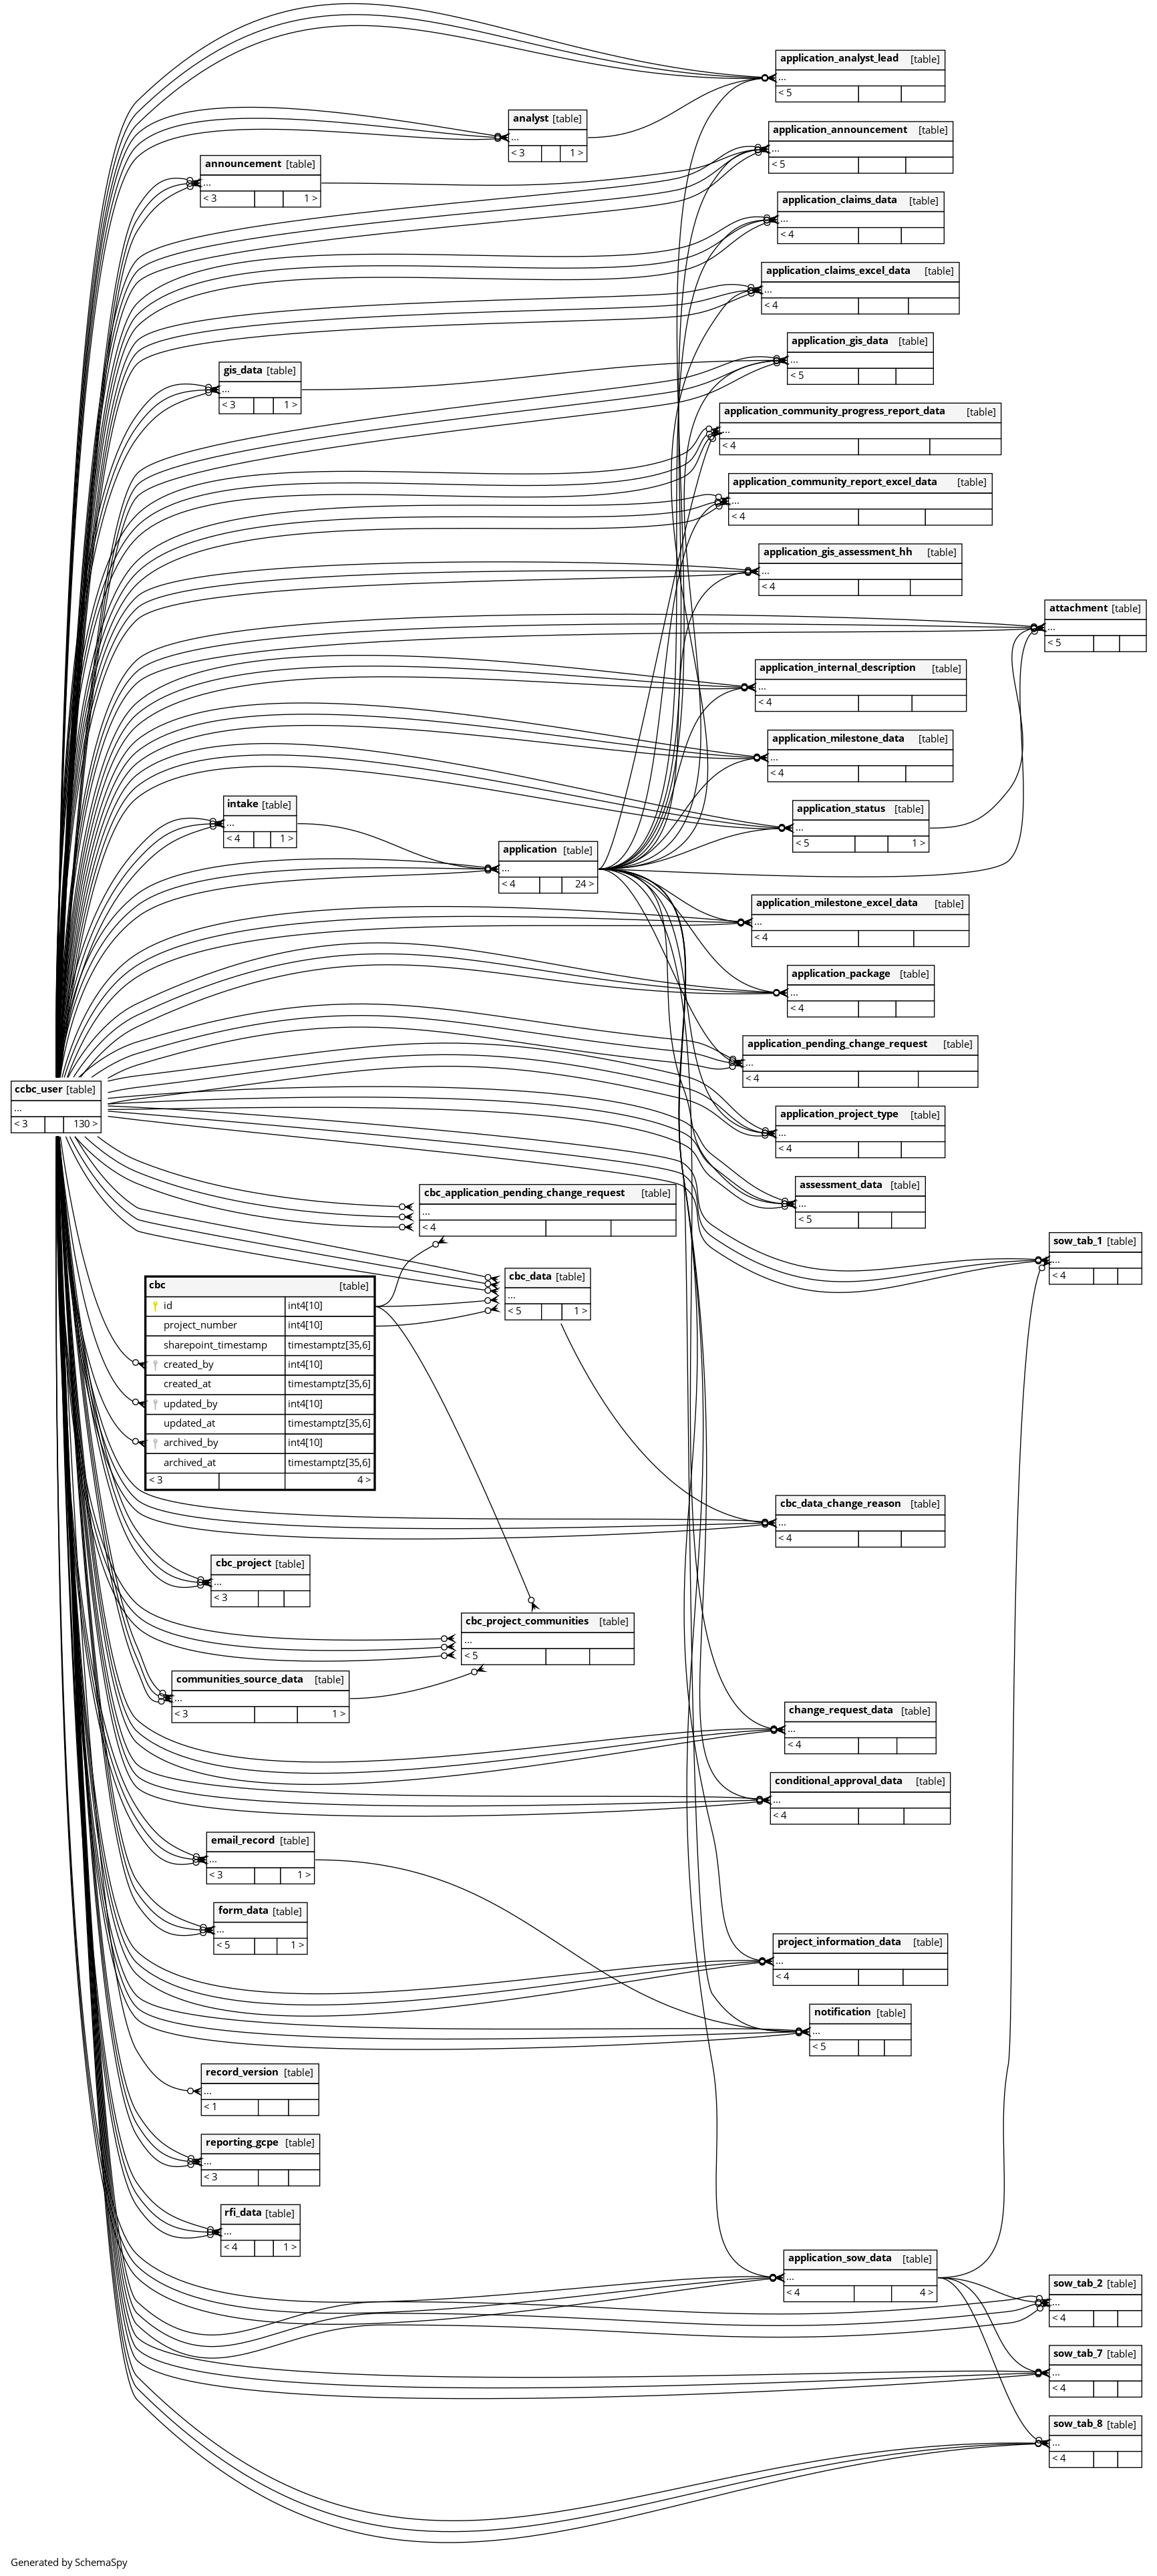 application_analyst_lead [table]
...
< 5
analyst [table]
...
< 3 1 >
application_announcement [table]
...
< 5
announcement [table]
...
< 3 1 >
application_claims_data [table]
...
< 4
application_claims_excel_data [table]
...
< 4
application_gis_data [table]
...
< 5
gis_data [table]
...
< 3 1 >
application_community_progress_report_data [table]
...
< 4
application_community_report_excel_data [table]
...
< 4
application_gis_assessment_hh [table]
...
< 4
attachment [table]
...
< 5
application_internal_description [table]
...
< 4
application_milestone_data [table]
...
< 4
intake [table]
...
< 4 1 >
application_status [table]
...
< 5 1 >
application [table]
...
< 4 24 >
application_milestone_excel_data [table]
...
< 4
application_package [table]
...
< 4
application_pending_change_request [table]
...
< 4
ccbc_user [table]
...
< 3 130 >
application_project_type [table]
...
< 4
assessment_data [table]
...
< 5
cbc_application_pending_change_request [table]
...
< 4
sow_tab_1 [table]
...
< 4
cbc_data [table]
...
< 5 1 >
cbc [table]
id int4[10]
project_number int4[10]
sharepoint_timestamp timestamptz[35,6]
created_by int4[10]
created_at timestamptz[35,6]
updated_by int4[10]
updated_at timestamptz[35,6]
archived_by int4[10]
archived_at timestamptz[35,6]
< 3 4 >
cbc_data_change_reason [table]
...
< 4
cbc_project [table]
...
< 3
cbc_project_communities [table]
...
< 5
communities_source_data [table]
...
< 3 1 >
change_request_data [table]
...
< 4
conditional_approval_data [table]
...
< 4
email_record [table]
...
< 3 1 >
form_data [table]
...
< 5 1 >
project_information_data [table]
...
< 4
notification [table]
...
< 5
record_version [table]
...
< 1
reporting_gcpe [table]
...
< 3
rfi_data [table]
...
< 4 1 >
application_sow_data [table]
...
< 4 4 >
sow_tab_2 [table]
...
< 4
sow_tab_7 [table]
...
< 4
sow_tab_8 [table]
...
< 4
Generated by SchemaSpy